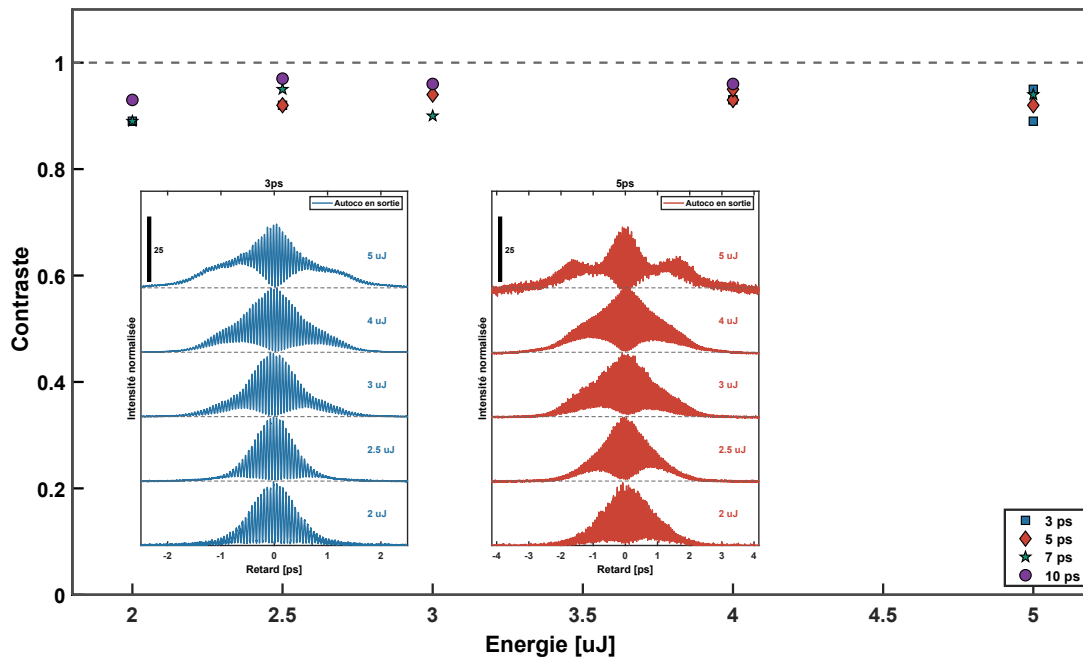 1
0.8
0.6
0.4
0.2
0
Contraste
2
2.5
3
3.5
4
4.5
5
Energie [uJ]
3ps
Autoco en sortie
25
5 uJ
4 uJ
3 uJ
2.5 uJ
2 uJ
Intensité normalisée
-2
-1
0
1
2
Retard [ps]
5ps
Autoco en sortie
25
5 uJ
4 uJ
3 uJ
2.5 uJ
2 uJ
Intensité normalisée
-4
-3
-2
-1
0
1
2
3
4
Retard [ps]
3 ps
5 ps
7 ps
10 ps